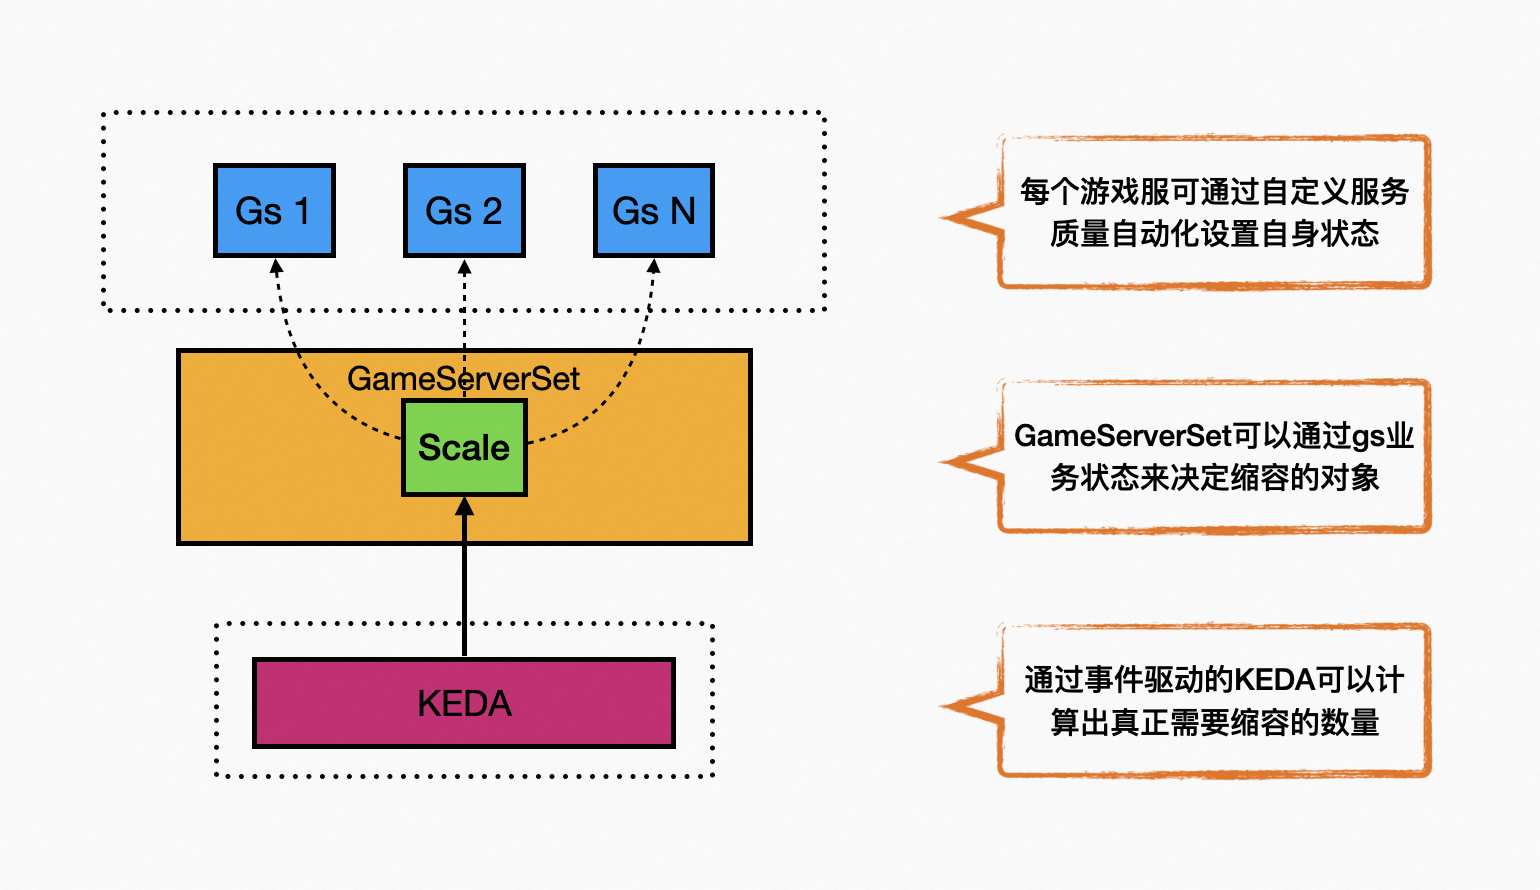 Gs 1
Gs 2
Gs N
每个游戏服可通过自定义服务
质量自动化设置自身状态
GameServerSet
Scale
GameServerSet可以通过gs业
务状态来决定缩容的对象
KEDA
通过事件驱动的KEDA可以计
算出真正需要缩容的数量